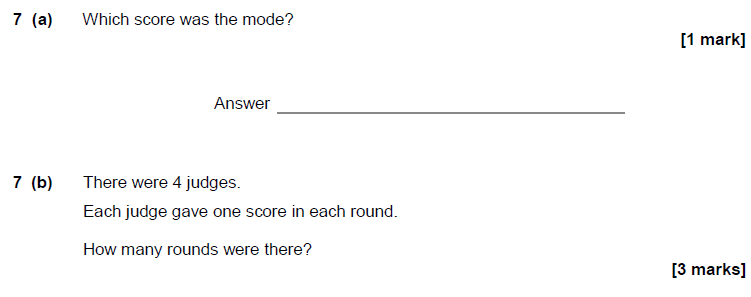 7 (a) Which score was the mode?
[1 mark]
Answer
7 (b) There were 4 judges.
Each judge gave one score in each round.
How many rounds were there?
[3 marks]